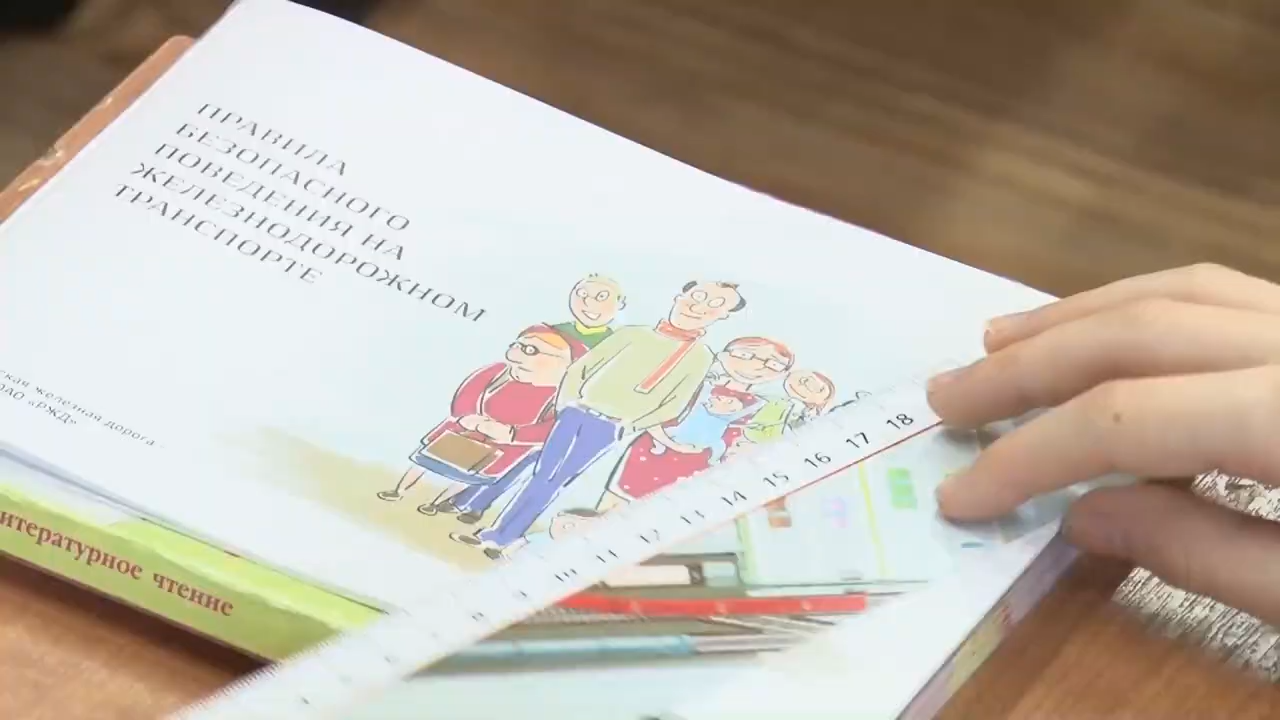 ПРАВИЛА
БЕЗОПАСНОГО
ПОВЕДЕНИЯ НА
ЖЕЛЕЗНОДОРОЖНОМ
ТРАНСПОРТЕ
железная дорога -
ОАО «РЖД»
итературное чтение
10 11 12 13 14 15 16 17 18